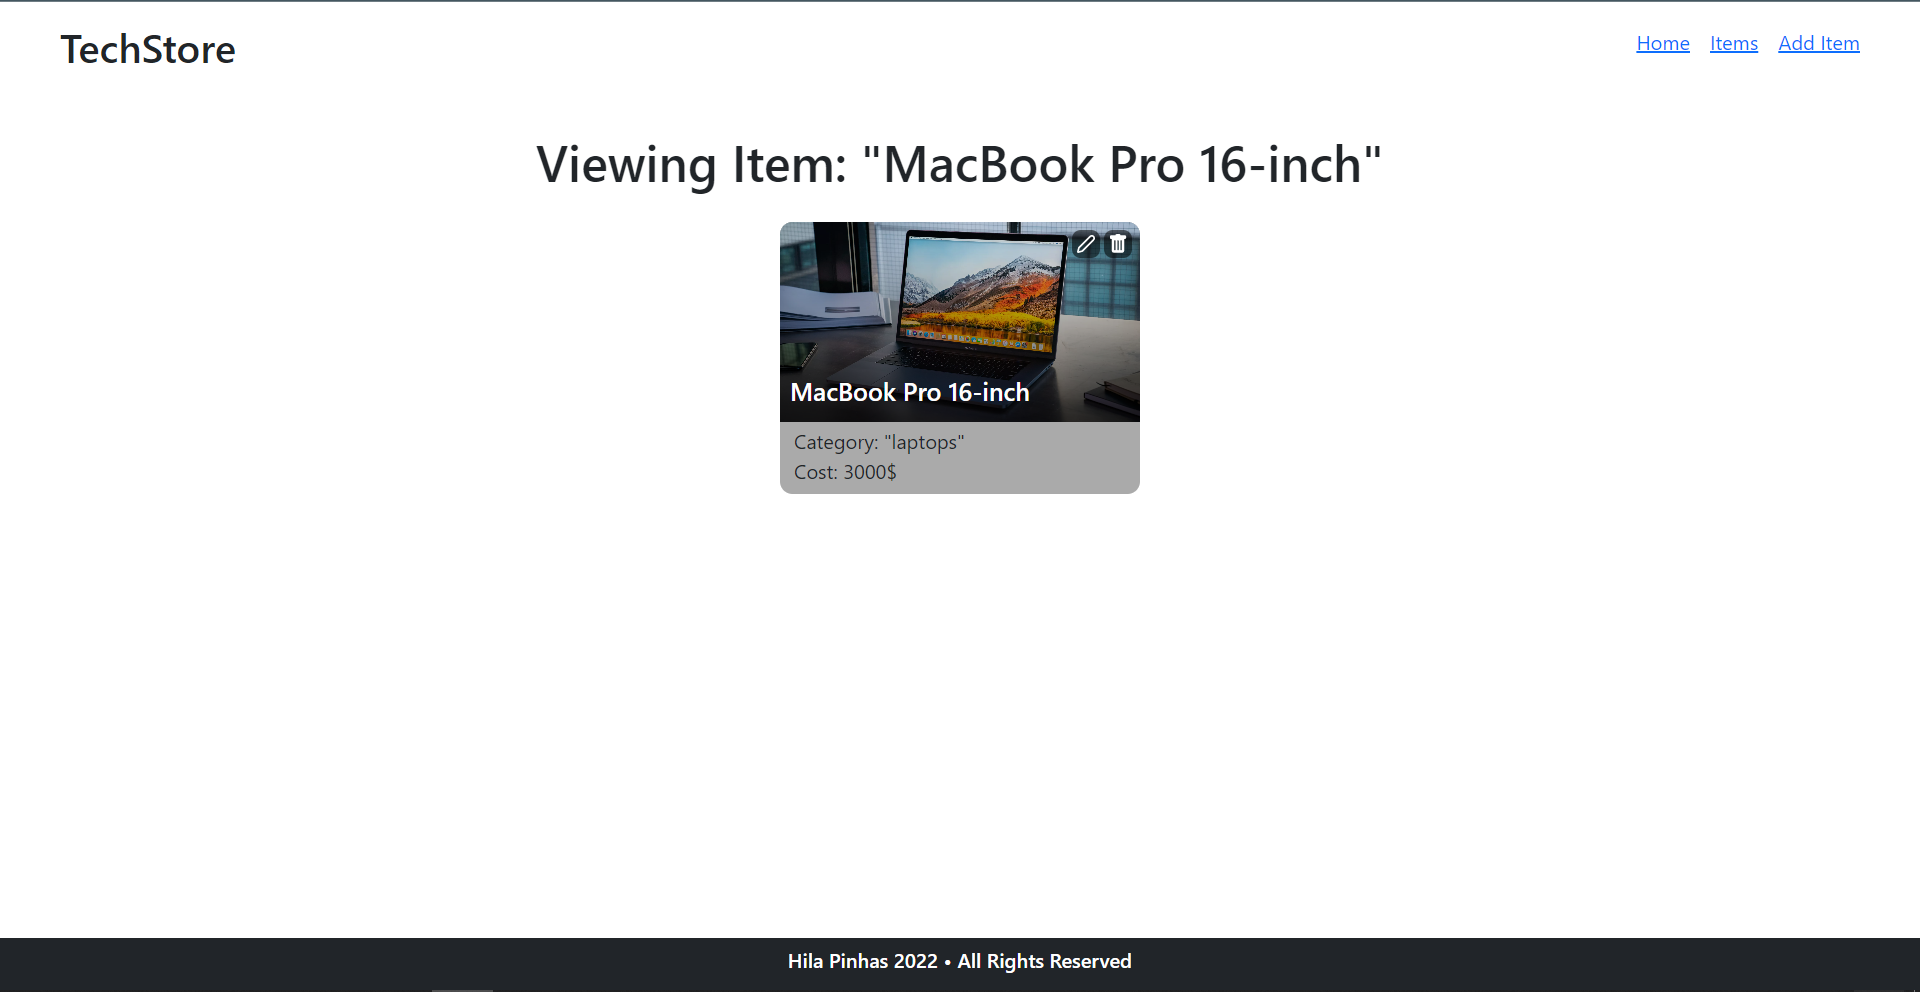 TechStore
Home Items Add Item
Viewing Item: "MacBook Pro 16-inch"
MacBook Pro 16-inch
Category: "laptops"
Cost: 3000$
Hila Pinhas 2022 • All Rights Reserved